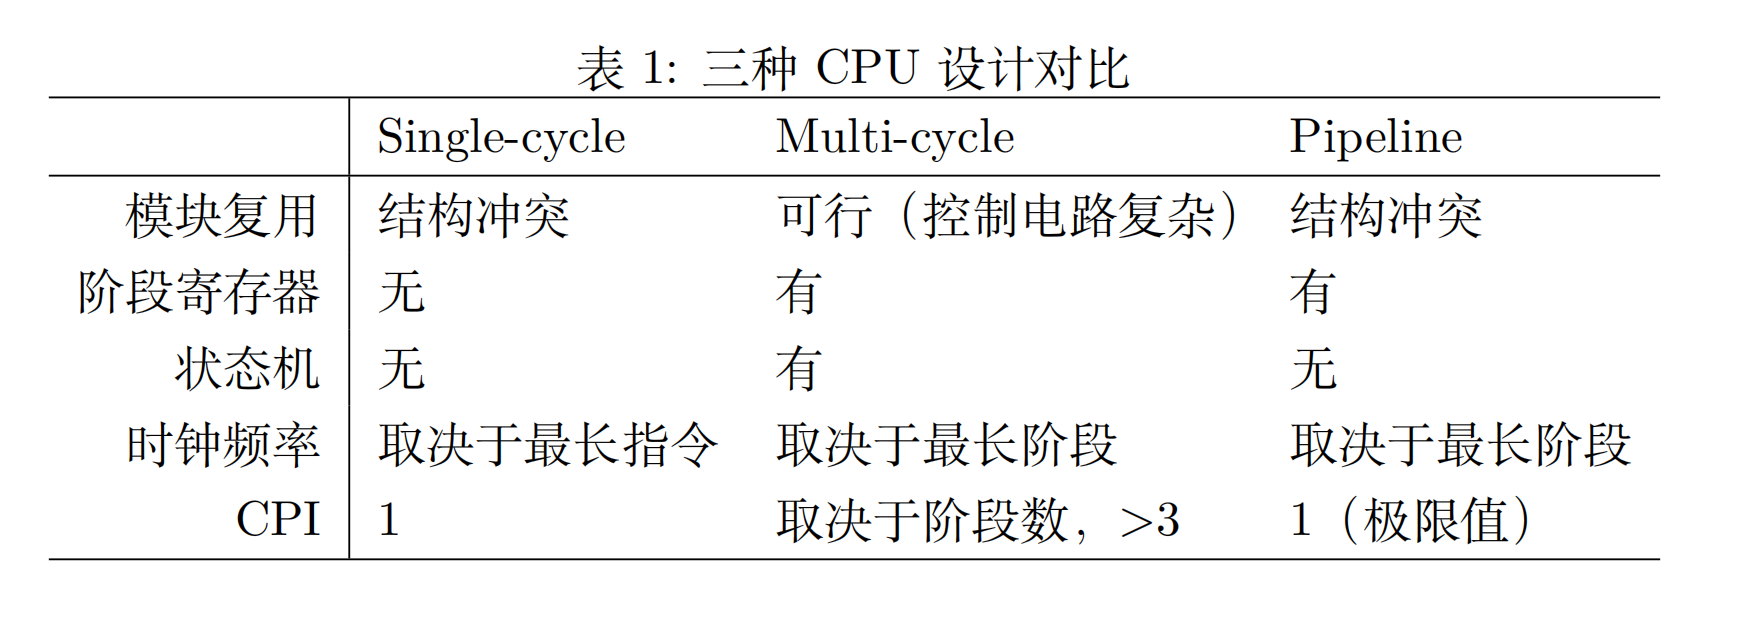 表 1: 三种 CPU 设计对比
Single-cycle Multi-cycle Pipeline
模块复用 结构冲突 可行（控制电路复杂） 结构冲突
阶段寄存器 无 有 有
状态机 无 有 无
时钟频率 取决于最长指令 取决于最长阶段 取决于最长阶段
CPI 1 取决于阶段数，>3 1（极限值）